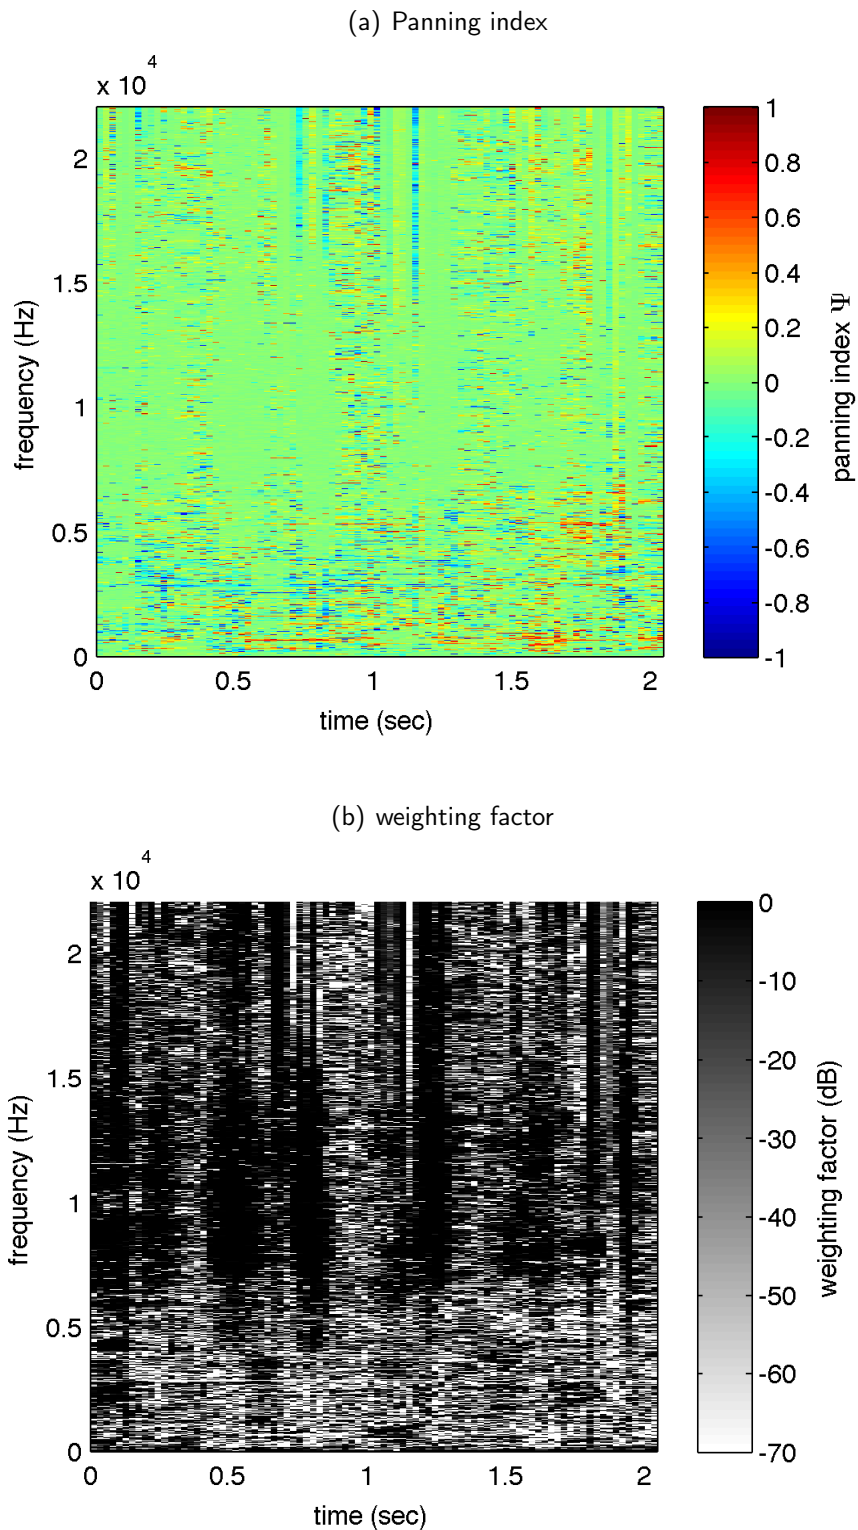 (a) Panning index
x 10^4
2
1.5
1
0.5
0
0 0.5 1 1.5 2
time (sec)
frequency (Hz)
1
0.8
0.6
0.4
0.2
0
-0.2
-0.4
-0.6
-0.8
-1
panning index Ψ
(b) weighting factor
x 10^4
2
1.5
1
0.5
0
0 0.5 1 1.5 2
time (sec)
frequency (Hz)
0
-10
-20
-30
-40
-50
-60
-70
weighting factor (dB)